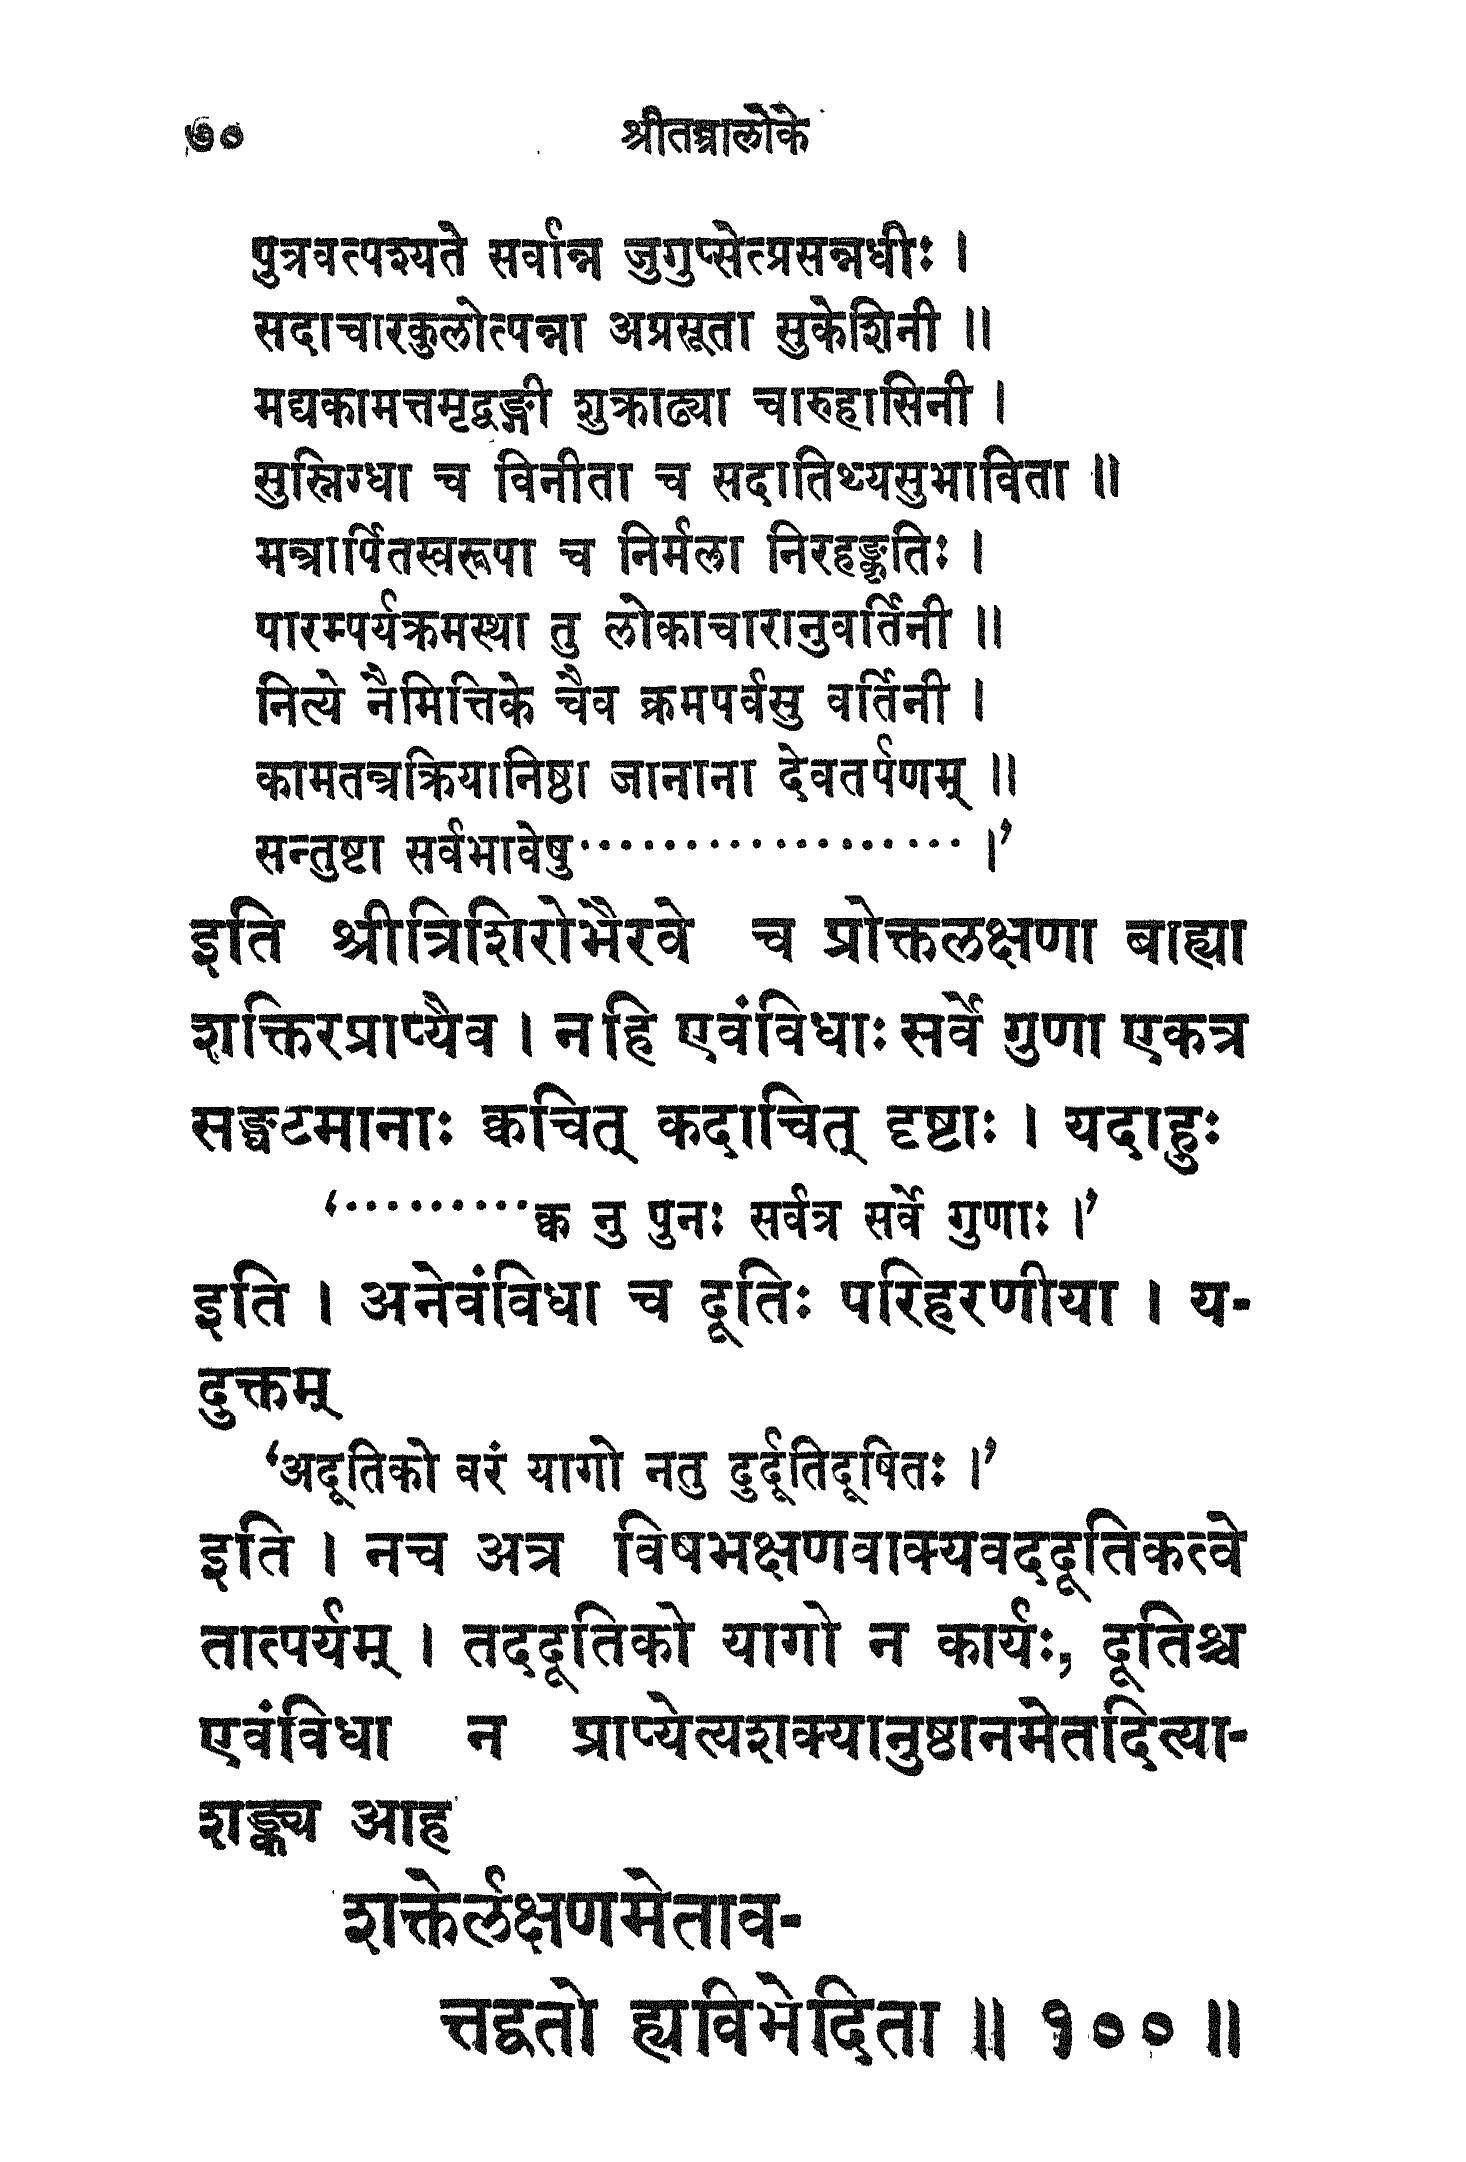 ७० श्रीतन्त्रालोके
पुत्रवत्पश्यते सर्वान्न जुगुप्सेत्प्रसन्नधीः ।
सदाचारकुलोत्पन्ना अप्रसूता सुकेशिनी ॥
मद्यकामत्तमृद्वङ्गी शुक्राढ्या चारुहासिनी ।
सुस्निग्धा च विनीता च सदातिथ्यसुभाविता ॥
मन्त्रार्पितस्वरूपा च निर्मला निरहङ्कृतिः ।
पारम्पर्यक्रमस्था तु लोकाचारानुवर्तिनी ॥
नित्ये नैमित्तिके चैव क्रमपर्वसु वर्तिनी ।
कामतन्त्रक्रियानिष्ठा जानाना देवतर्पणम् ॥
सन्तुष्टा सर्वभावेषु·················· ।’
इति श्रीत्रिशिरोभैरवे च प्रोक्तलक्षणा बाह्या
शक्तिरप्राप्यैव । नहि एवंविधाः सर्वे गुणा एकत्र
सङ्घटमानाः क्वचित् कदाचित् दृष्टाः । यदाहुः
‘·········क्व नु पुनः सर्वत्र सर्वे गुणाः ।’
इति । अनेवंविधा च दूतिः परिहरणीया । य-
दुक्तम्
‘अदूतिको वरं यागो नतु दुर्दूतिदूषितः ।’
इति । नच अत्र विषभक्षणवाक्यवददूतिकत्वे
तात्पर्यम् । तददूतिको यागो न कार्यः, दूतिश्च
एवंविधा न प्राप्येत्यशक्यानुष्ठानमेतदित्या-
शङ्क्य आह
शक्तेर्लक्षणमेताव-
त्तद्वतो ह्यविभेदिता ॥ १०० ॥